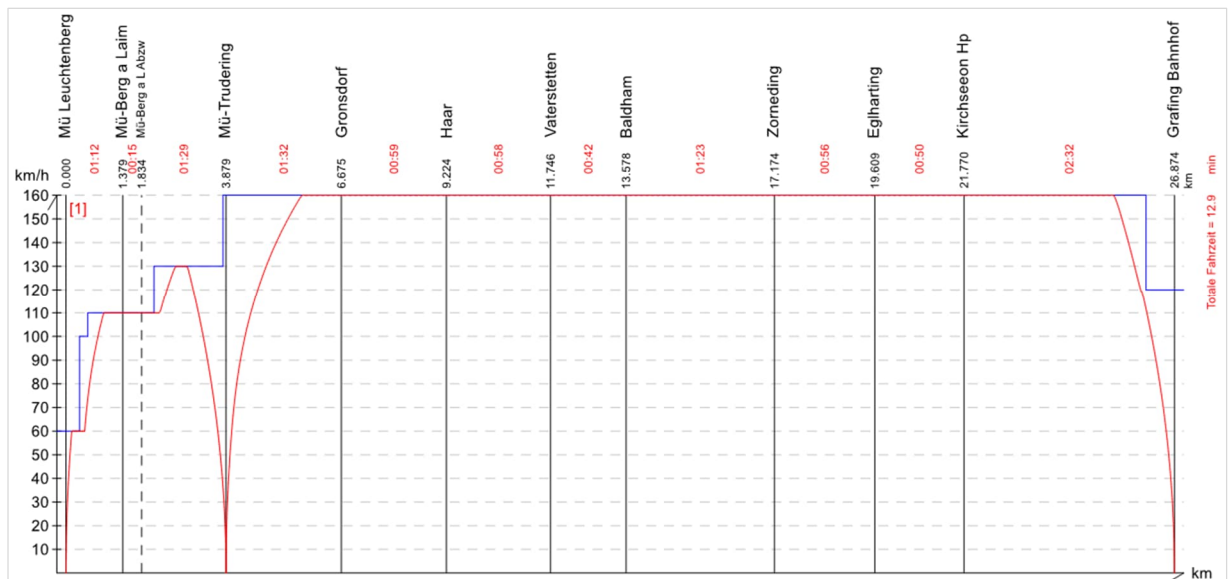 Mü Leuchtenberg
Mü-Berg a Laim
Mü-Berg a L Abzw
Mü-Trudering
Gronsdorf
Haar
Vaterstetten
Baldham
Zorneding
Eglharting
Kirchseeon Hp
Grafing Bahnhof
01:12
00:15
01:29
01:32
00:59
00:58
00:42
01:23
00:56
00:50
02:32
min
km/h
0.000
1.379
1.834
3.879
6.675
9.224
11.746
13.578
17.174
19.609
21.770
26.874
km
160
150
140
130
120
110
100
90
80
70
60
50
40
30
20
10
[1]
Totale Fahrzeit = 12.9
km